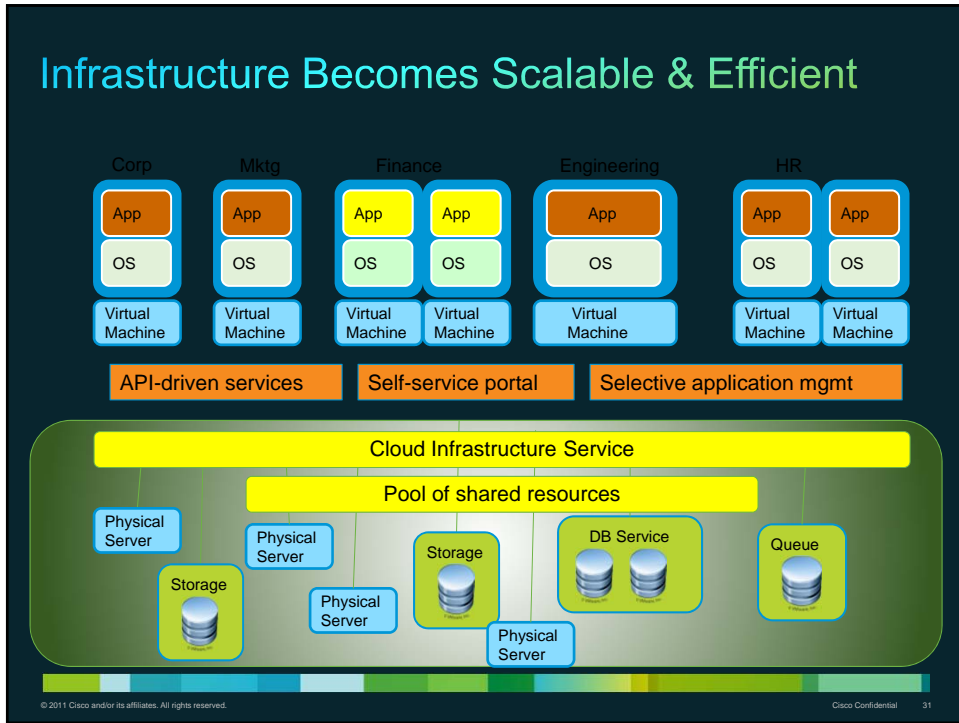 Infrastructure Becomes Scalable & Efficient
Corp Mktg Finance Engineering HR
App App App App App App App
OS OS OS OS OS OS OS
Virtual Machine Virtual Machine Virtual Machine Virtual Machine Virtual Machine Virtual Machine Virtual Machine
API-driven services Self-service portal Selective application mgmt
Cloud Infrastructure Service
Pool of shared resources
Physical
Server
Storage
Physical
Server
Physical
Server
Storage
Physical
Server
DB Service
Queue
© 2011 Cisco and/or its affiliates. All rights reserved. Cisco Confidential 31